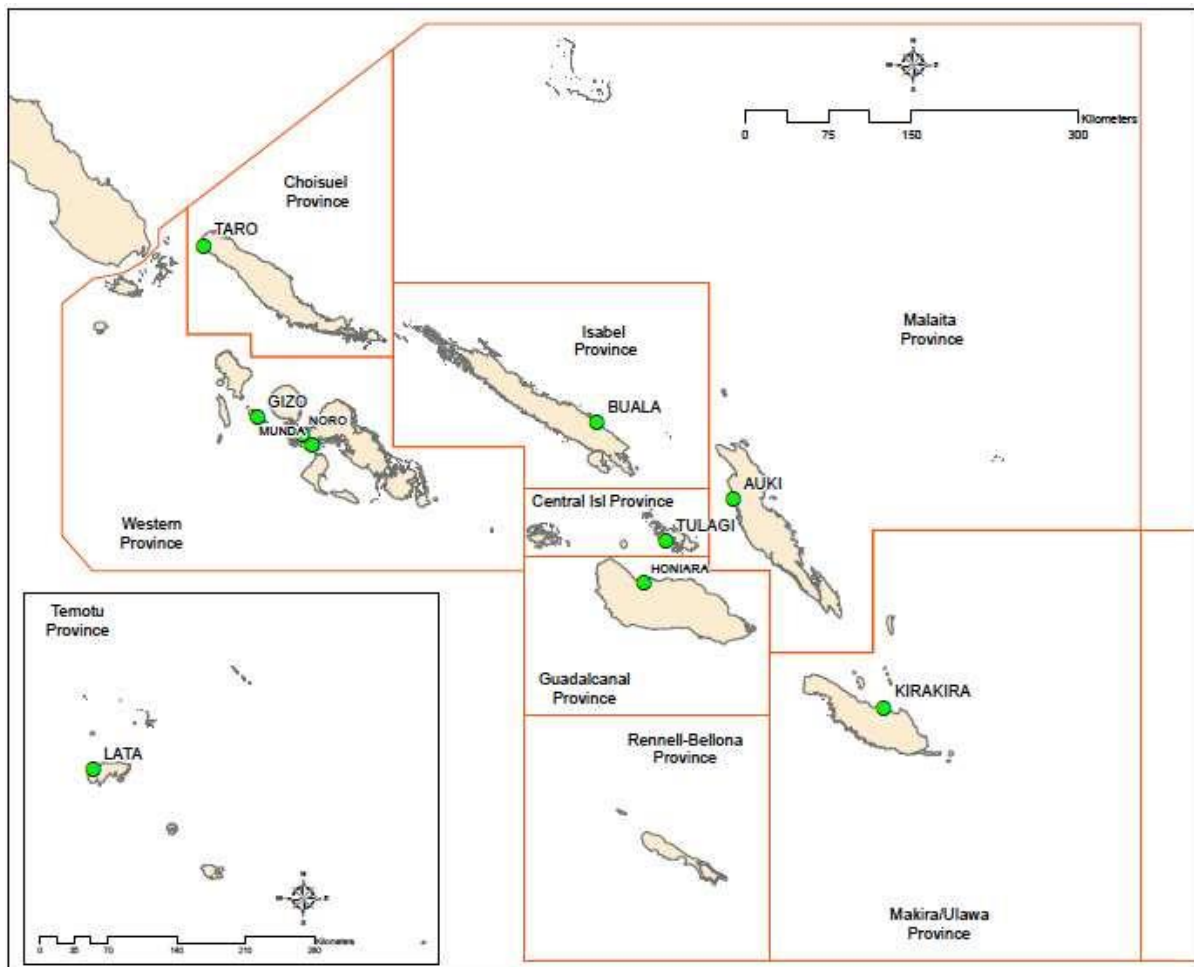 N
W E
S
Kilometers
0 75 150 300
Choisuel
Province
TARO
Isabel
Province
Malaita
Province
GIZO
NORO
MUNDA
BUALA
AUKI
Central Isl Province
TULAGI
Western
Province
HONIARA
Temotu
Province
Guadalcanal
Province
KIRAKIRA
Rennell-Bellona
Province
LATA
Makira/Ulawa
Province
N
W E
S
Kilometers
0 35 70 140 210 280